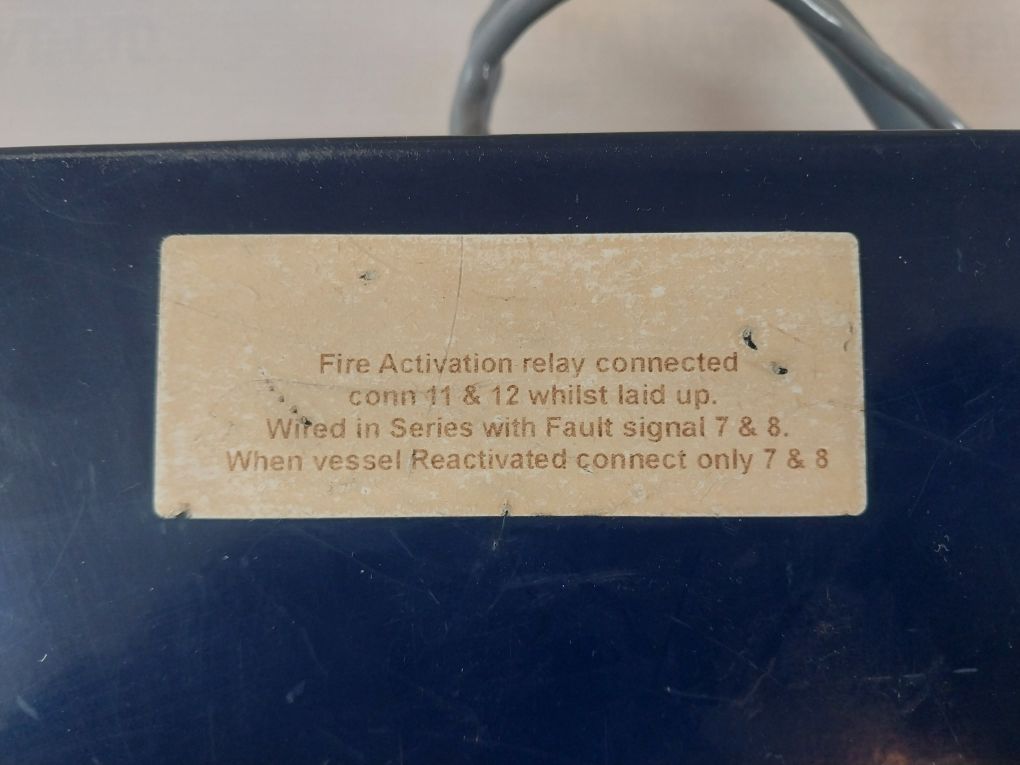 Fire Activation relay connected
conn 11 & 12 whilst laid up.
Wired in Series with Fault signal 7 & 8.
When vessel Reactivated connect only 7 & 8